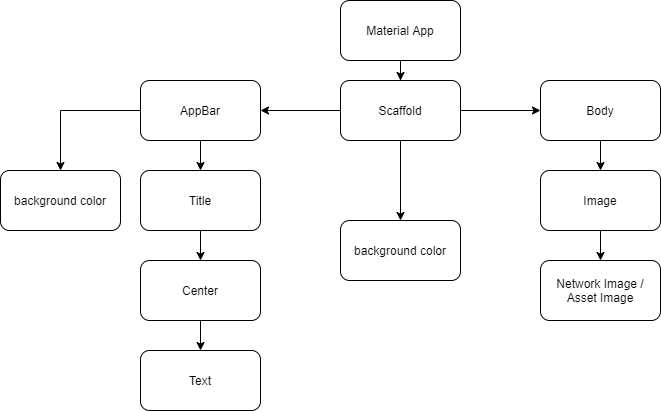 Material App
AppBar
Scaffold
Body
background color
Title
Image
background color
Center
Network Image /
Asset Image
Text